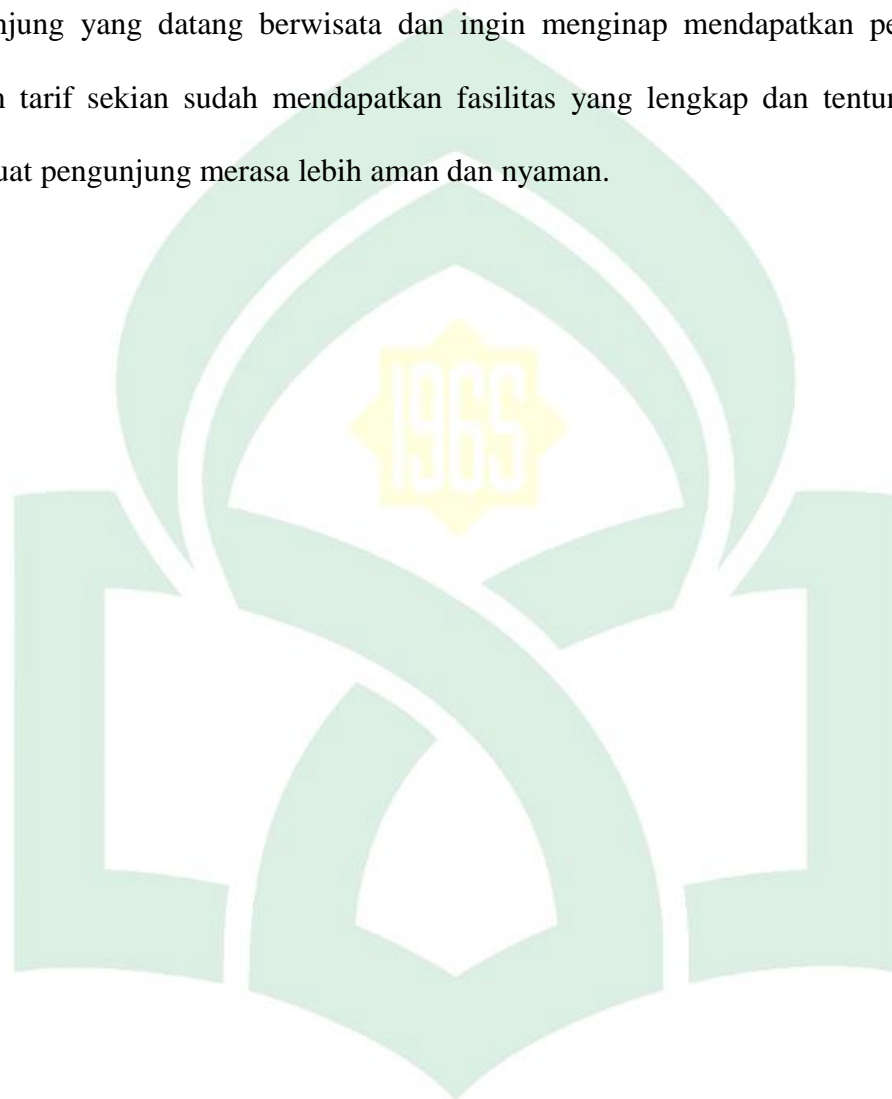 njung yang datang berwisata dan ingin menginap mendapatkan pe
tarif sekian sudah mendapatkan fasilitas yang lengkap dan tentu
uat pengunjung merasa lebih aman dan nyaman.
1965